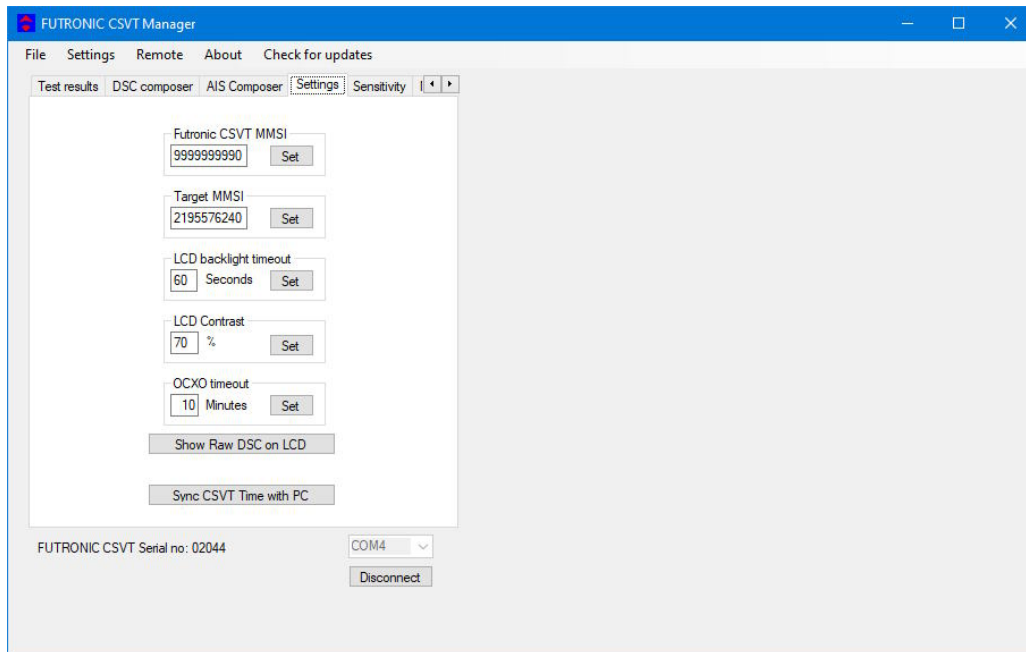 FUTRONIC CSVT Manager
File Settings Remote About Check for updates
Test results DSC composer AIS Composer Settings Sensitivity
Futronic CSVT MMSI
9999999990 Set
Target MMSI
2195576240 Set
LCD backlight timeout
60 Seconds Set
LCD Contrast
70 % Set
OCXO timeout
10 Minutes Set
Show Raw DSC on LCD
Sync CSVT Time with PC
FUTRONIC CSVT Serial no: 02044 COM4
Disconnect